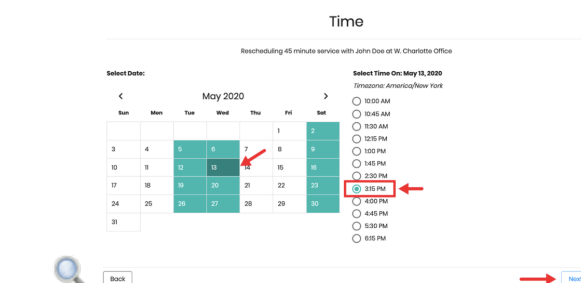 Time
Rescheduling 45 minute service with John Doe at W. Charlotte Office
Select Date:
May 2020
Sun Mon Tue Wed Thu Fri Sat
1 2
3 4 5 6 7 8 9
10 11 12 13 14 15 16
17 18 19 20 21 22 23
24 25 26 27 28 29 30
31
Select Time On: May 13, 2020
Timezone: America/New York
10:00 AM
10:45 AM
11:30 AM
12:15 PM
1:00 PM
1:45 PM
2:30 PM
3:15 PM
4:00 PM
4:45 PM
5:30 PM
6:15 PM
Back
Next